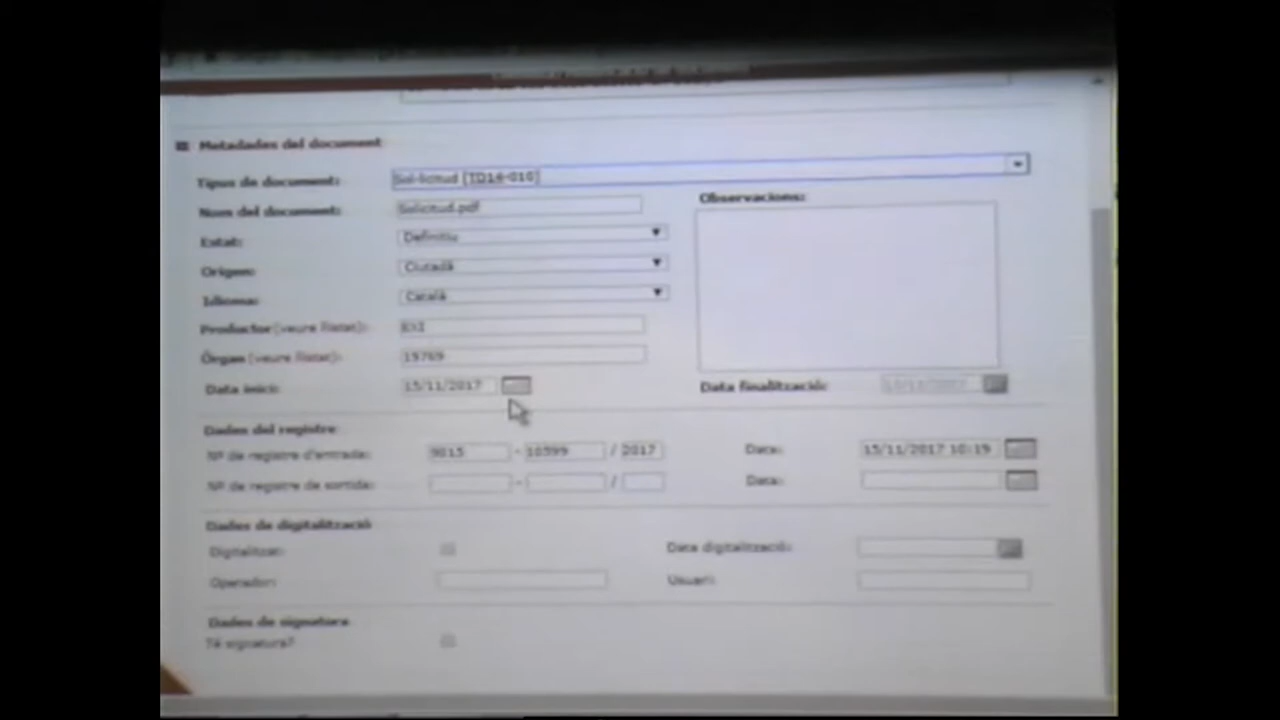 Metadades del document
Tipus de document: Sol·licitud [TD14-010]
Nom del document: Solicitud.pdf
Observacions:
Estat: Definitiu
Origen: Ciutadà
Idioma: Català
Productor (veure llistat):
Òrgan (veure llistat): 19769
Data inici: 15/11/2017
Data finalització:
Dades del registre
Nº de registre d'entrada: 9015 - 10599 / 2017 Data: 15/11/2017 10:19
Nº de registre de sortida: - / Data:
Dades de digitalització
Digitalitzat: Data digitalització:
Operador: Usuari:
Dades de signatura
Té signatura?